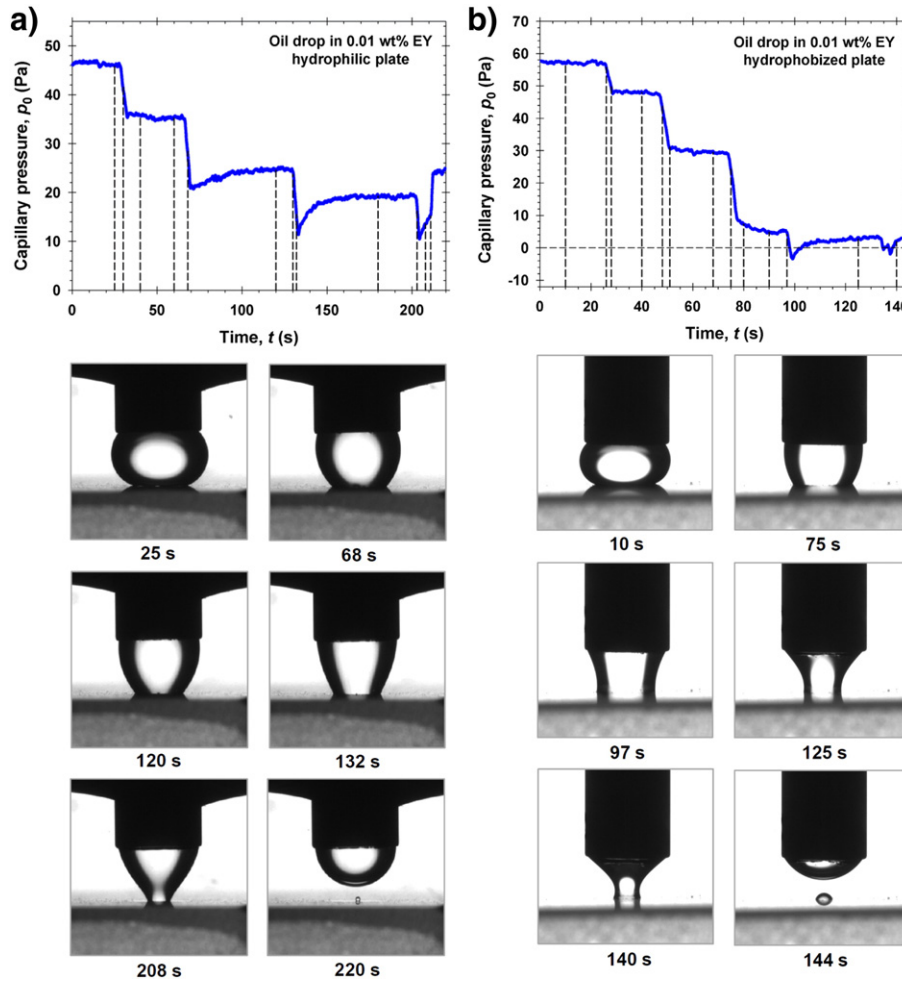 a)
Oil drop in 0.01 wt% EY
hydrophilic plate
Capillary pressure, p0 (Pa)
50
40
30
20
10
0
0 50 100 150 200
Time, t (s)
25 s 68 s
120 s 132 s
208 s 220 s
b)
Oil drop in 0.01 wt% EY
hydrophobized plate
Capillary pressure, p0 (Pa)
70
60
50
40
30
20
10
0
-10
0 20 40 60 80 100 120 140
Time, t (s)
10 s 75 s
97 s 125 s
140 s 144 s